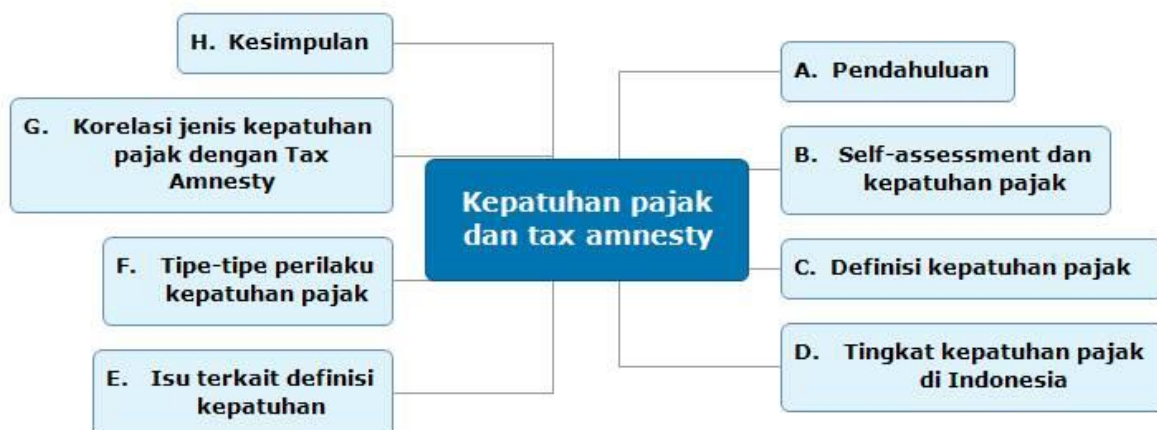 Kepatuhan pajak
dan tax amnesty
A. Pendahuluan
B. Self-assessment dan
kepatuhan pajak
C. Definisi kepatuhan pajak
D. Tingkat kepatuhan pajak
di Indonesia
E. Isu terkait definisi
kepatuhan
F. Tipe-tipe perilaku
kepatuhan pajak
G. Korelasi jenis kepatuhan
pajak dengan Tax
Amnesty
H. Kesimpulan